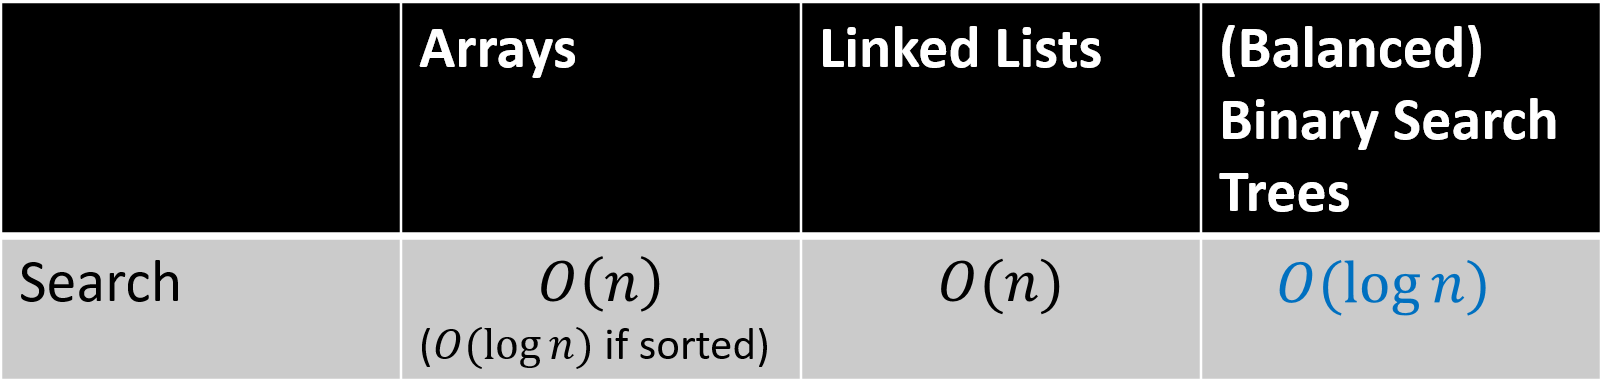 Arrays
Linked Lists
(Balanced)
Binary Search
Trees
Search
O(n)
(O(log n) if sorted)
O(n)
O(log n)